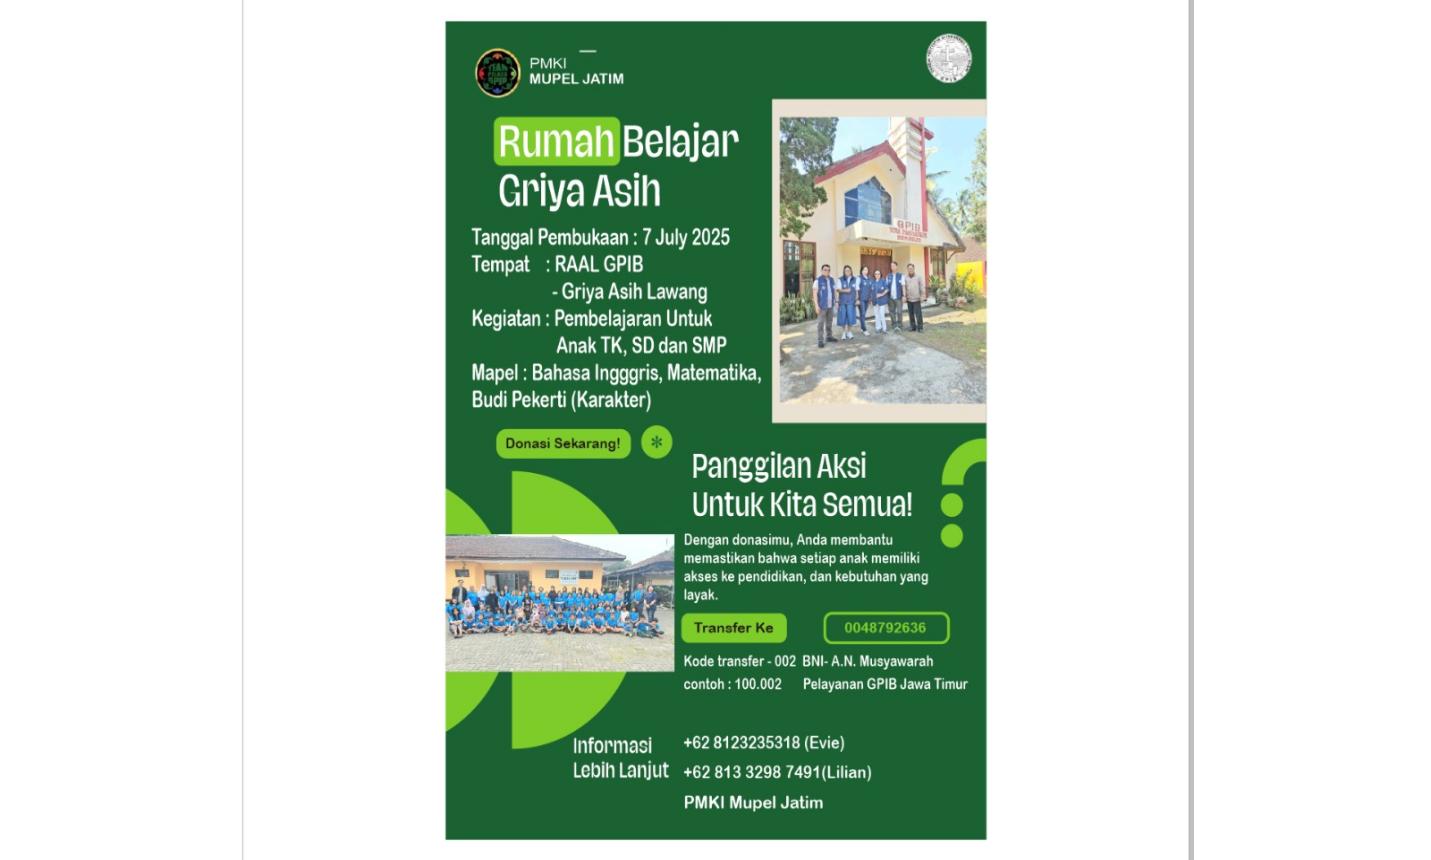 PMKI
MUPEL JATIM
Rumah Belajar
Griya Asih
Tanggal Pembukaan : 7 July 2025
Tempat : RAAL GPIB
- Griya Asih Lawang
Kegiatan : Pembelajaran Untuk
Anak TK, SD dan SMP
Mapel : Bahasa Ingggris, Matematika,
Budi Pekerti (Karakter)
GPIB
Donasi Sekarang!
Panggilan Aksi
Untuk Kita Semua!
Dengan donasimu, Anda membantu
memastikan bahwa setiap anak memiliki
akses ke pendidikan, dan kebutuhan yang
layak.
Transfer Ke 0048792636
Kode transfer - 002 BNI- A.N. Musyawarah
contoh : 100.002 Pelayanan GPIB Jawa Timur
Informasi
Lebih Lanjut
+62 8123235318 (Evie)
+62 813 3298 7491(Lilian)
PMKI Mupel Jatim